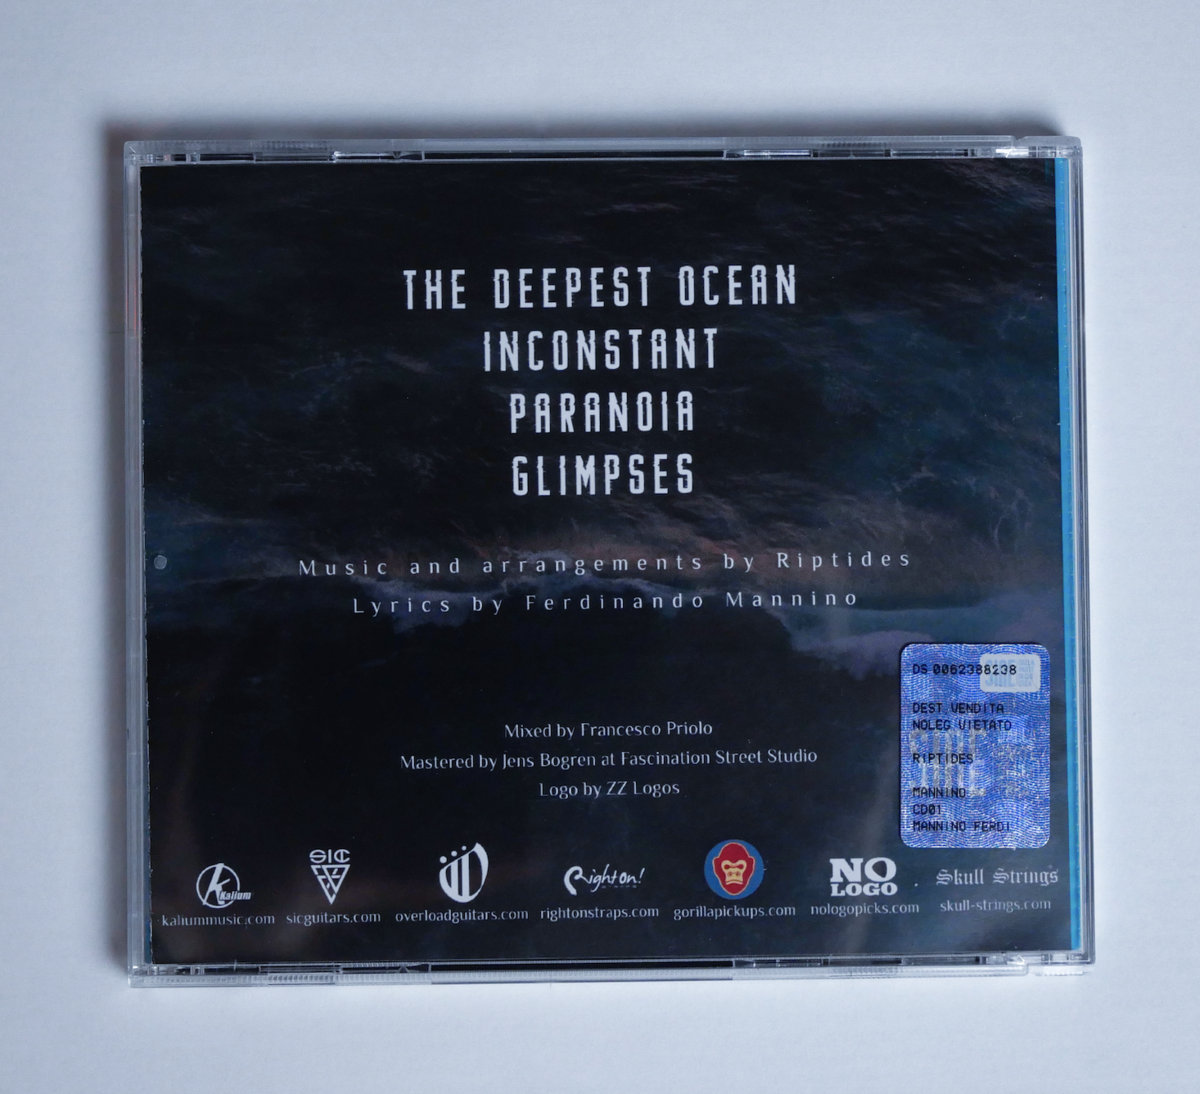 THE DEEPEST OCEAN
INCONSTANT
PARANOIA
GLIMPSES
Music and arrangements by Riptides
Lyrics by Ferdinando Mannino
Mixed by Francesco Priolo
Mastered by Jens Bogren at Fascination Street Studio
Logo by ZZ Logos
DS 0062388238
DEST.VENDITA
NOLEG.VIETATO
RIPTIDES
MANNINO
CD01
MANNINO FERDI
SIAE
Kalium
kaliummusic.com
SIC
sicguitars.com
overloadguitars.com
Right on!
rightonstraps.com
gorillapickups.com
NO
LOGO
nologopicks.com
Skull Strings
skull-strings.com